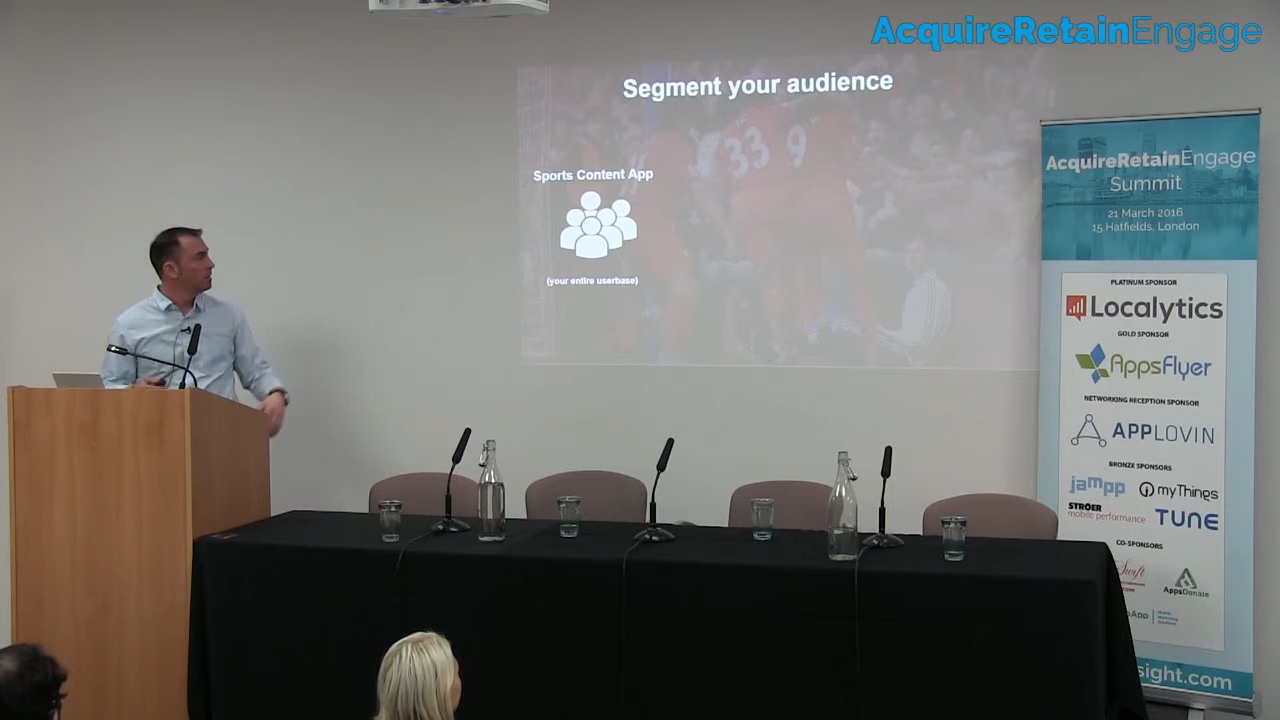 AcquireRetainEngage
Segment your audience
33 9
Sports Content App
(your entire userbase)
AcquireRetainEngage
Summit
21 March 2016
15 Hatfields, London
PLATINUM SPONSOR
Localytics
GOLD SPONSOR
AppsFlyer
NETWORKING RECEPTION SPONSOR
APPLOVIN
BRONZE SPONSORS
jampp myThings
STRÖER
mobile performance
TUNE
CO-SPONSORS
Swift
AppsDonate
sight.com